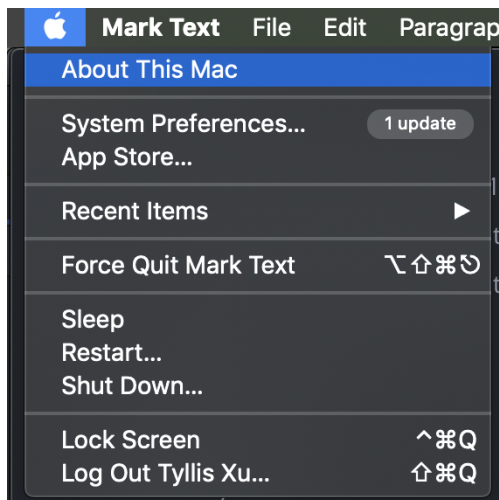 Mark Text File Edit Paragrap
About This Mac
System Preferences... 1 update
App Store...
Recent Items ▶
Force Quit Mark Text ⌥⇧⌘⎋
Sleep
Restart...
Shut Down...
Lock Screen ^⌘Q
Log Out Tyllis Xu... ⇧⌘Q